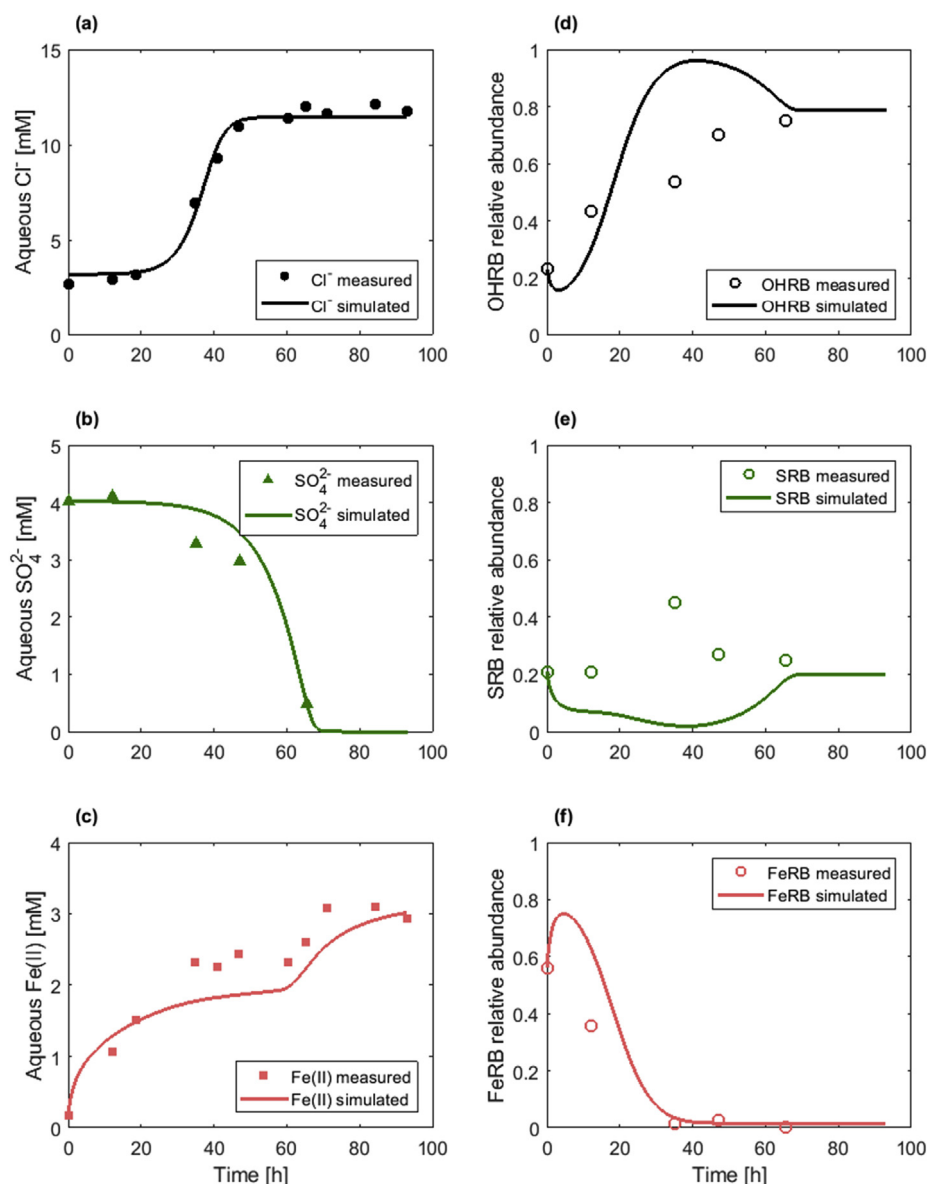 (a)
Aqueous Cl⁻ [mM]
15
10
5
0
0 20 40 60 80 100
Cl⁻ measured
Cl⁻ simulated
(d)
OHRB relative abundance
1
0.8
0.6
0.4
0.2
0
0 20 40 60 80 100
OHRB measured
OHRB simulated
(b)
Aqueous SO₄²⁻ [mM]
5
4
3
2
1
0
0 20 40 60 80 100
SO₄²⁻ measured
SO₄²⁻ simulated
(e)
SRB relative abundance
1
0.8
0.6
0.4
0.2
0
0 20 40 60 80 100
SRB measured
SRB simulated
(c)
Aqueous Fe(II) [mM]
4
3
2
1
0
0 20 40 60 80 100
Time [h]
Fe(II) measured
Fe(II) simulated
(f)
FeRB relative abundance
1
0.8
0.6
0.4
0.2
0
0 20 40 60 80 100
Time [h]
FeRB measured
FeRB simulated